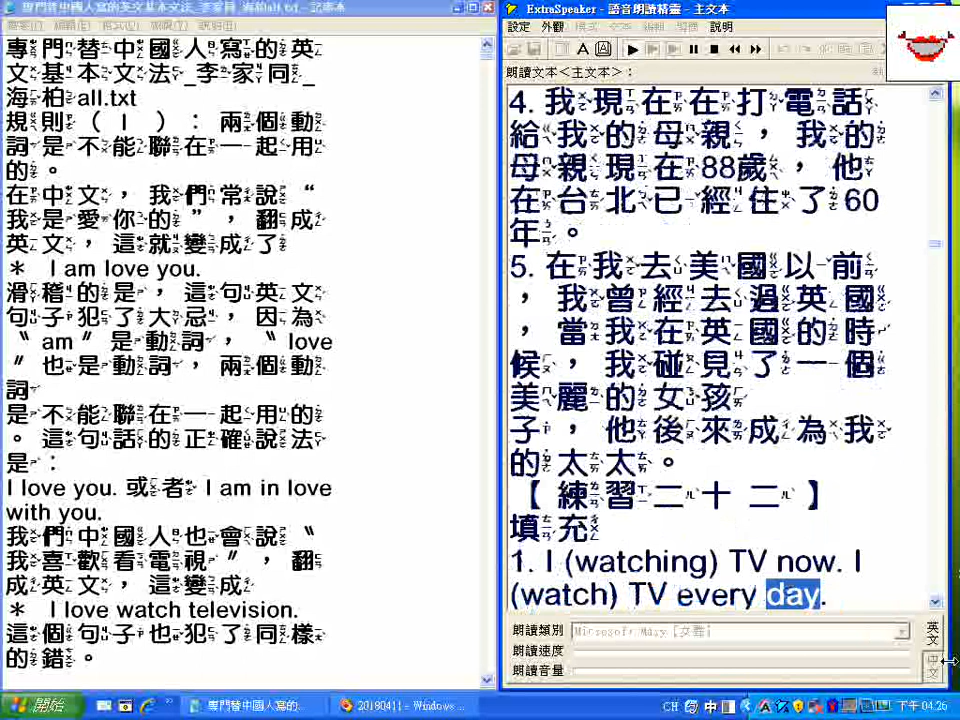 專門替中國人寫的英文基本文法_李家同_海柏all.txt - 記事本
專門替中國人寫的英
文基本文法_李家同_
海柏all.txt
規則（1）：兩個動
詞是不能聯在一起用
的。
在中文，我們常說“
我是愛你的”，翻成
英文，這就變成了
＊ I am love you.
滑稽的是，這句英文
句子犯了大忌，因為
〝am〞是動詞，〝love
〞也是動詞，兩個動
詞
是不能聯在一起用的
。這句話的正確說法
是：
I love you. 或者 I am in love
with you.
我們中國人也會說〝
我喜歡看電視〞，翻
成英文，這變成
＊ I love watch television.
這個句子也犯了同樣
的錯。
ExtraSpeaker - 語音朗讀精靈 - 主文本
設定 外觀 模式 文本 編輯 說明
朗讀文本<主文本>：
4. 我現在在打電話
給我的母親，我的
母親現在88歲，他
在台北已經住了60
年。
5. 在我去美國以前
，我曾經去過英國
，當我在英國的時
候，我碰見了一個
美麗的女孩
子，他後來成為我
的太太。
【練習二十二】
填充
1. I (watching) TV now. I
(watch) TV every day.
朗讀類別 Microsoft Mary [女聲]
朗讀速度
朗讀音量
英文
中文
開始
專門替中國人寫的...
20180411 - Windows ...
CH
中
下午 04:26